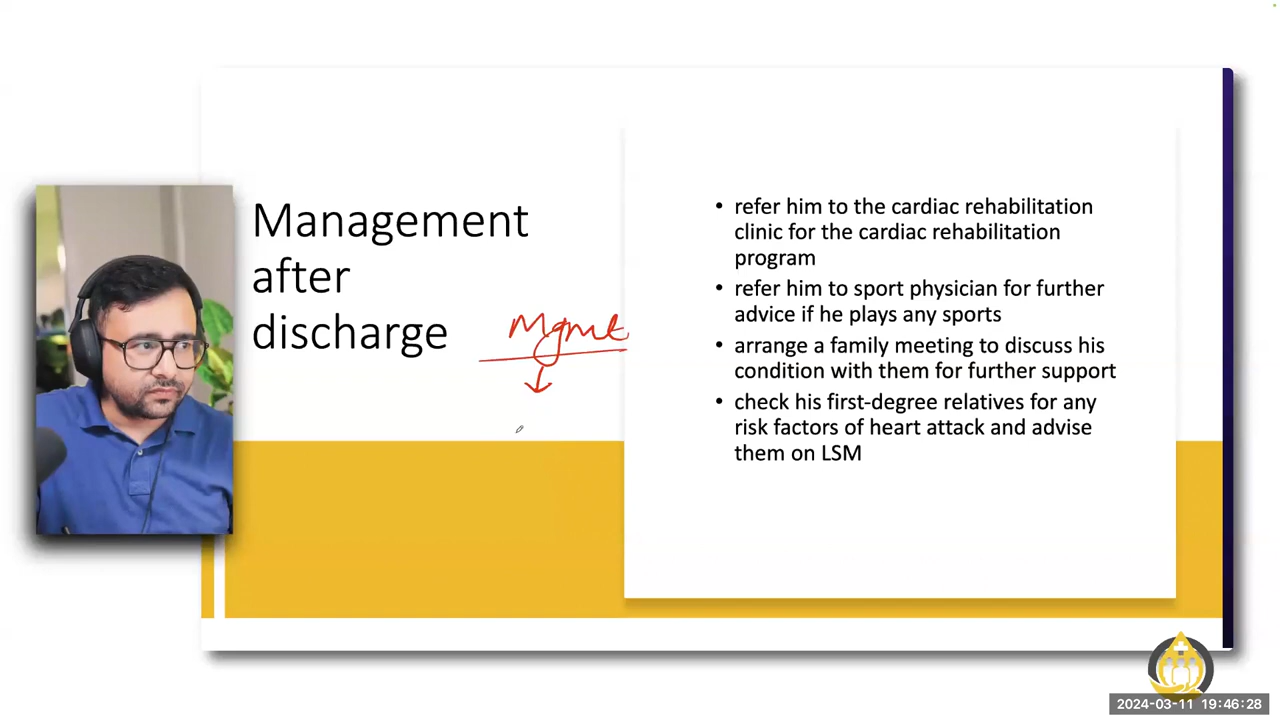 Management
after
discharge
Mgmt
• refer him to the cardiac rehabilitation
clinic for the cardiac rehabilitation
program
• refer him to sport physician for further
advice if he plays any sports
• arrange a family meeting to discuss his
condition with them for further support
• check his first-degree relatives for any
risk factors of heart attack and advise
them on LSM
2024-03-11 19:46:28